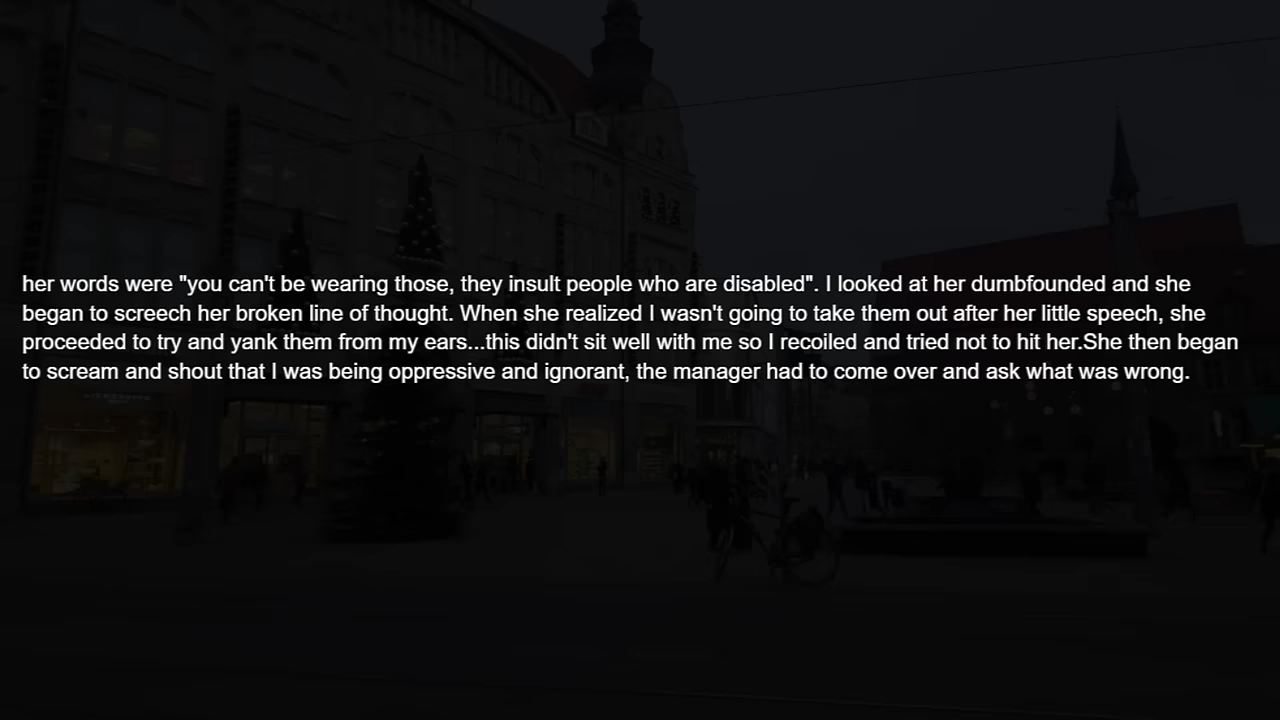 her words were "you can't be wearing those, they insult people who are disabled". I looked at her dumbfounded and she
began to screech her broken line of thought. When she realized I wasn't going to take them out after her little speech, she
proceeded to try and yank them from my ears...this didn't sit well with me so I recoiled and tried not to hit her.She then began
to scream and shout that I was being oppressive and ignorant, the manager had to come over and ask what was wrong.